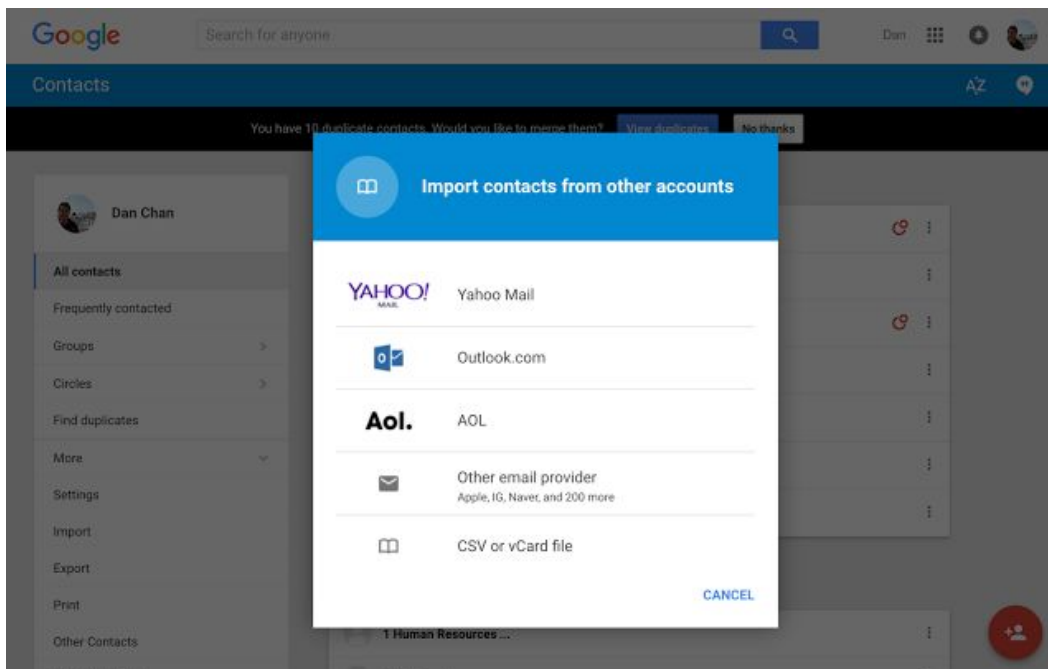 Google
Search for anyone
Dan
Contacts
You have 10 duplicate contacts. Would you like to merge them? View duplicates No thanks
Dan Chan
All contacts
Frequently contacted
Groups
Circles
Find duplicates
More
Settings
Import
Export
Print
Other Contacts
Import contacts from other accounts
YAHOO! MAIL Yahoo Mail
Outlook.com
Aol. AOL
Other email provider
Apple, IG, Naver, and 200 more
CSV or vCard file
CANCEL
1 Human Resources ...